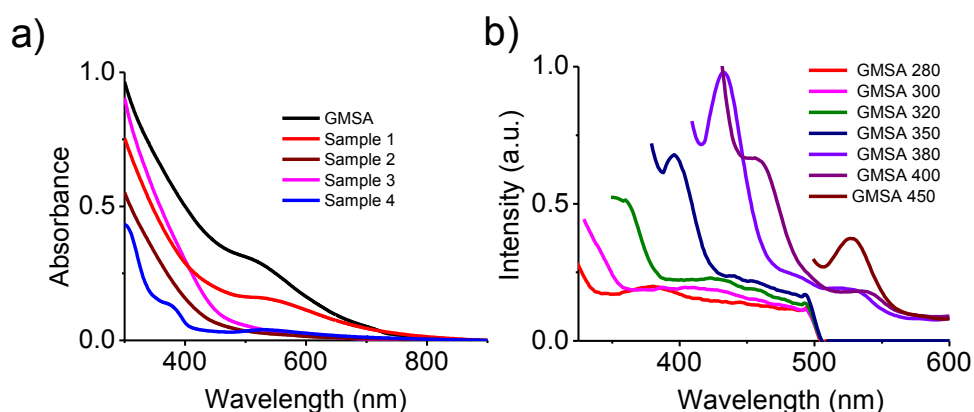 a)
1.0
0.5
0.0
Absorbance
400 600 800
Wavelength (nm)
GMSA
Sample 1
Sample 2
Sample 3
Sample 4
b)
1.0
0.5
0.0
Intensity (a.u.)
400 500 600
Wavelength (nm)
GMSA 280
GMSA 300
GMSA 320
GMSA 350
GMSA 380
GMSA 400
GMSA 450